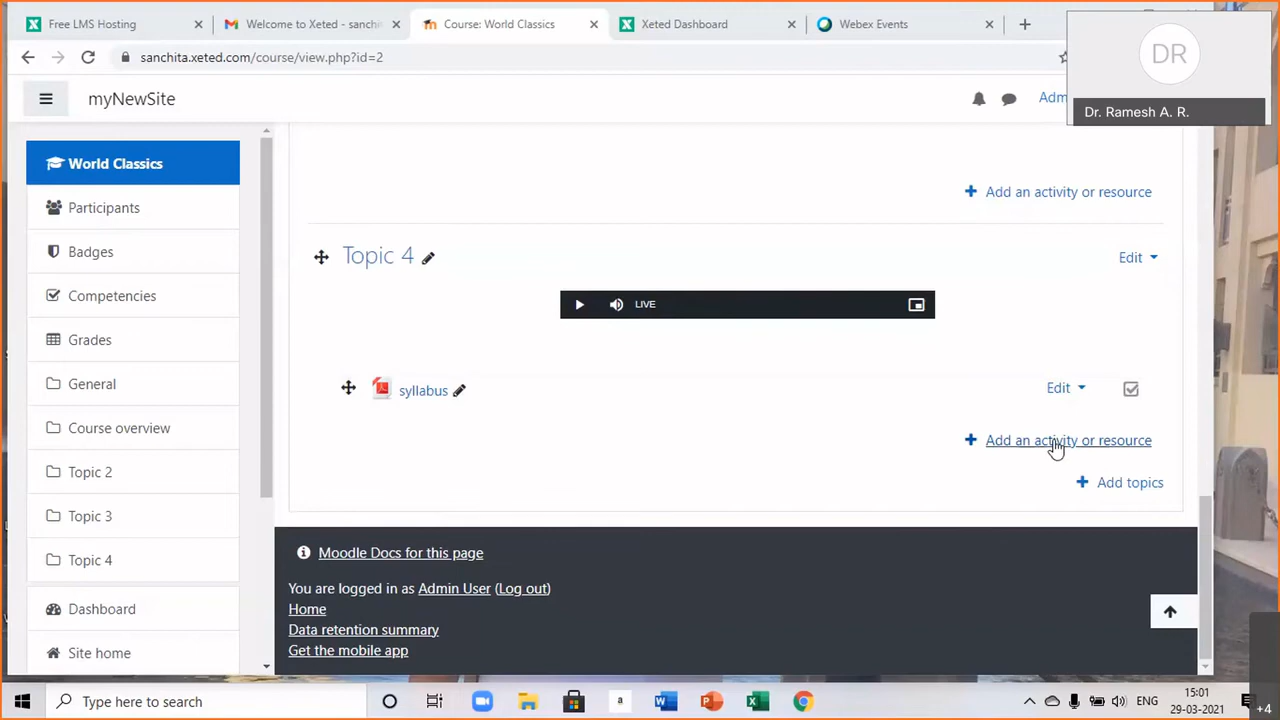 Free LMS Hosting
Welcome to Xeted - sanchit
Course: World Classics
Xeted Dashboard
Webex Events
sanchita.xeted.com/course/view.php?id=2
DR
Dr. Ramesh A. R.
myNewSite
Adm
World Classics
Participants
Badges
Competencies
Grades
General
Course overview
Topic 2
Topic 3
Topic 4
Dashboard
Site home
Add an activity or resource
Topic 4
Edit
LIVE
syllabus
Edit
Add an activity or resource
Add topics
Moodle Docs for this page
You are logged in as Admin User (Log out)
Home
Data retention summary
Get the mobile app
Type here to search
a
ENG
15:01
29-03-2021
+4